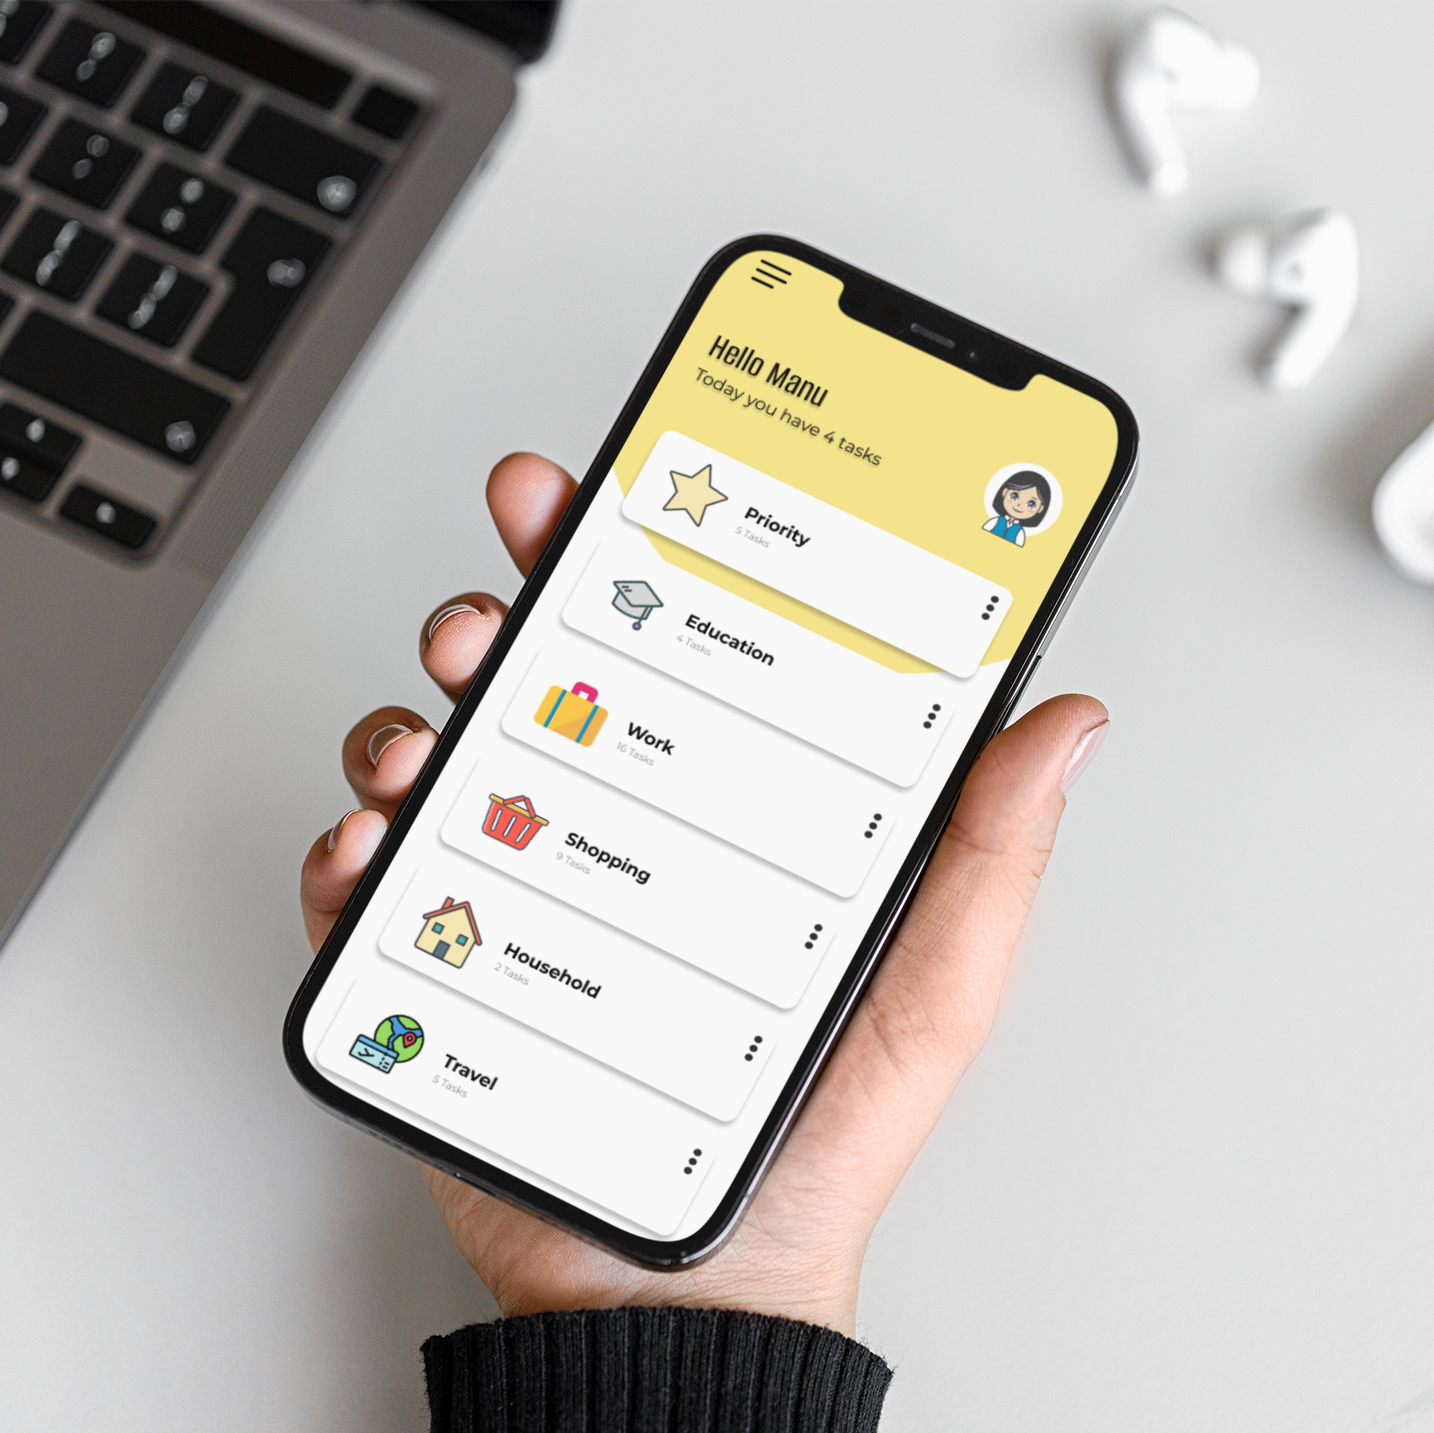 Hello Manu
Today you have 4 tasks
Priority
5 Tasks
Education
4 Tasks
Work
16 Tasks
Shopping
9 Tasks
Household
2 Tasks
Travel
5 Tasks